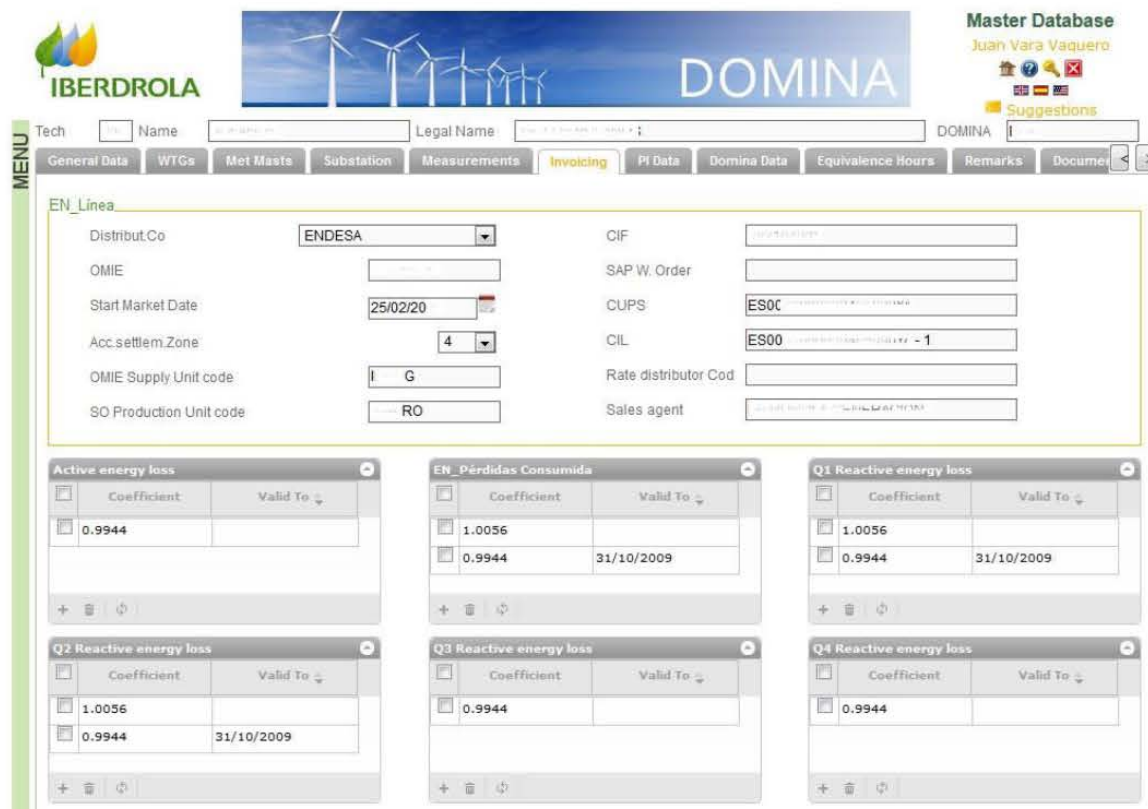 IBERDROLA
DOMINA
Master Database
Juan Vara Vaquero
Suggestions
MENU
Tech Name Legal Name DOMINA
General Data WTGs Met Masts Substation Measurements Invoicing PI Data Domina Data Equivalence Hours Remarks Documen <
EN_Línea
Distribut.Co ENDESA CIF
OMIE SAP W. Order
Start Market Date 25/02/20 CUPS ES00
Acc.settlem.Zone 4 CIL ES00 - 1
OMIE Supply Unit code I G Rate distributor Cod
SO Production Unit code RO Sales agent
Active energy loss EN_Pérdidas Consumida Q1 Reactive energy loss
Coefficient Valid To Coefficient Valid To Coefficient Valid To
0.9944 1.0056 1.0056
0.9944 31/10/2009 0.9944 31/10/2009
Q2 Reactive energy loss Q3 Reactive energy loss Q4 Reactive energy loss
Coefficient Valid To Coefficient Valid To Coefficient Valid To
1.0056 0.9944 0.9944
0.9944 31/10/2009